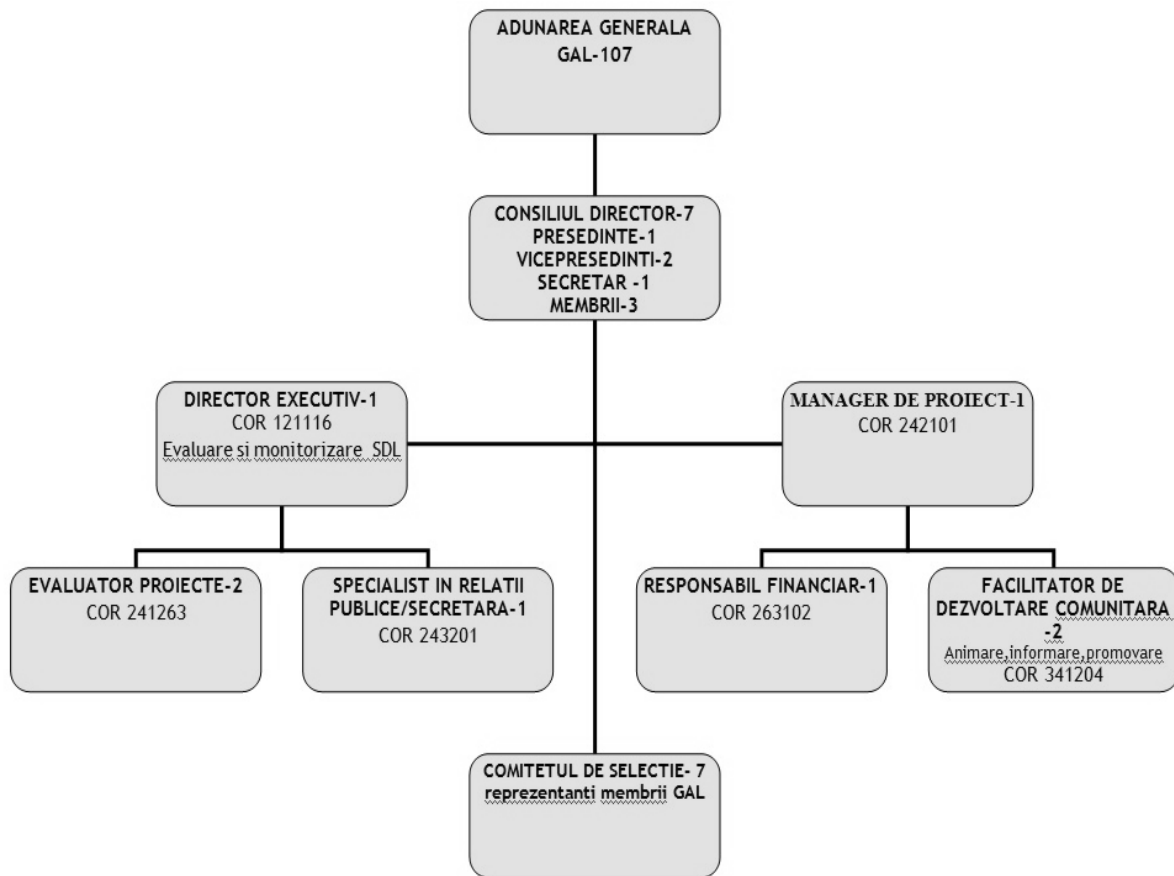 ADUNAREA GENERALA
GAL-107
CONSILIUL DIRECTOR-7
PRESEDINTE-1
VICEPRESEDINTI-2
SECRETAR -1
MEMBRII-3
DIRECTOR EXECUTIV-1
COR 121116
Evaluare si monitorizare SDL
MANAGER DE PROIECT-1
COR 242101
EVALUATOR PROIECTE-2
COR 241263
SPECIALIST IN RELATII
PUBLICE/SECRETARA-1
COR 243201
RESPONSABIL FINANCIAR-1
COR 263102
FACILITATOR DE
DEZVOLTARE COMUNITARA
-2
Animare,informare,promovare
COR 341204
COMITETUL DE SELECTIE- 7
reprezentanti membrii GAL